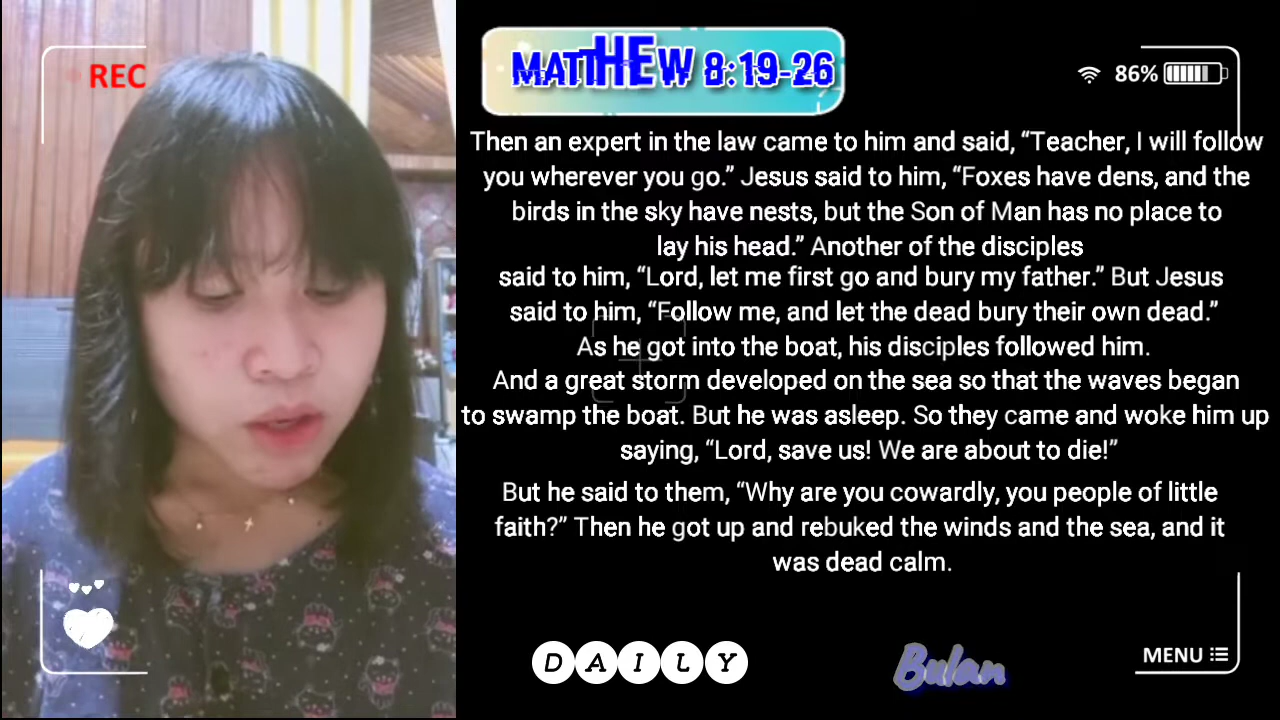 REC
MATTHEW 8:19-26
86%
Then an expert in the law came to him and said, “Teacher, I will follow
you wherever you go.” Jesus said to him, “Foxes have dens, and the
birds in the sky have nests, but the Son of Man has no place to
lay his head.” Another of the disciples
said to him, “Lord, let me first go and bury my father.” But Jesus
said to him, “Follow me, and let the dead bury their own dead.”
As he got into the boat, his disciples followed him.
And a great storm developed on the sea so that the waves began
to swamp the boat. But he was asleep. So they came and woke him up
saying, “Lord, save us! We are about to die!”
But he said to them, “Why are you cowardly, you people of little
faith?” Then he got up and rebuked the winds and the sea, and it
was dead calm.
DAILY
Bulan
MENU